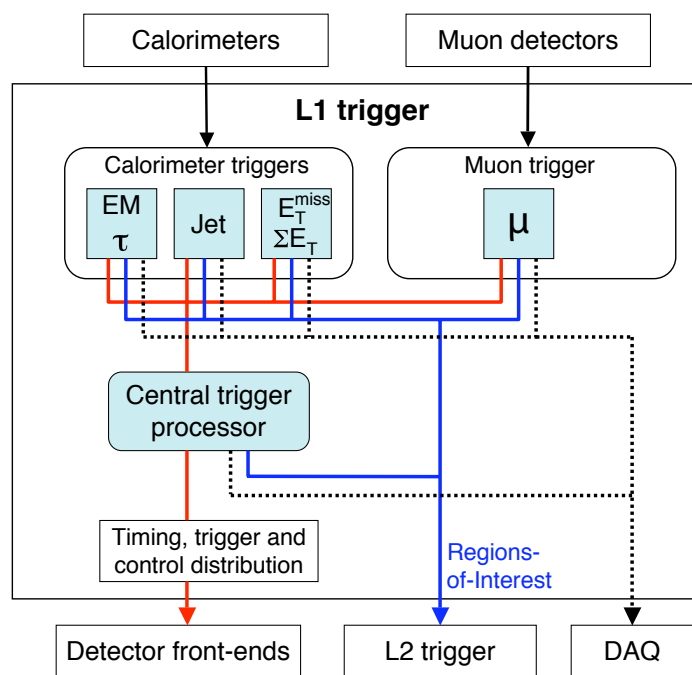 Calorimeters
Muon detectors
L1 trigger
Calorimeter triggers
Muon trigger
EM
τ
Jet
E_T^miss
ΣE_T
μ
Central trigger
processor
Timing, trigger and
control distribution
Regions-
of-Interest
Detector front-ends
L2 trigger
DAQ